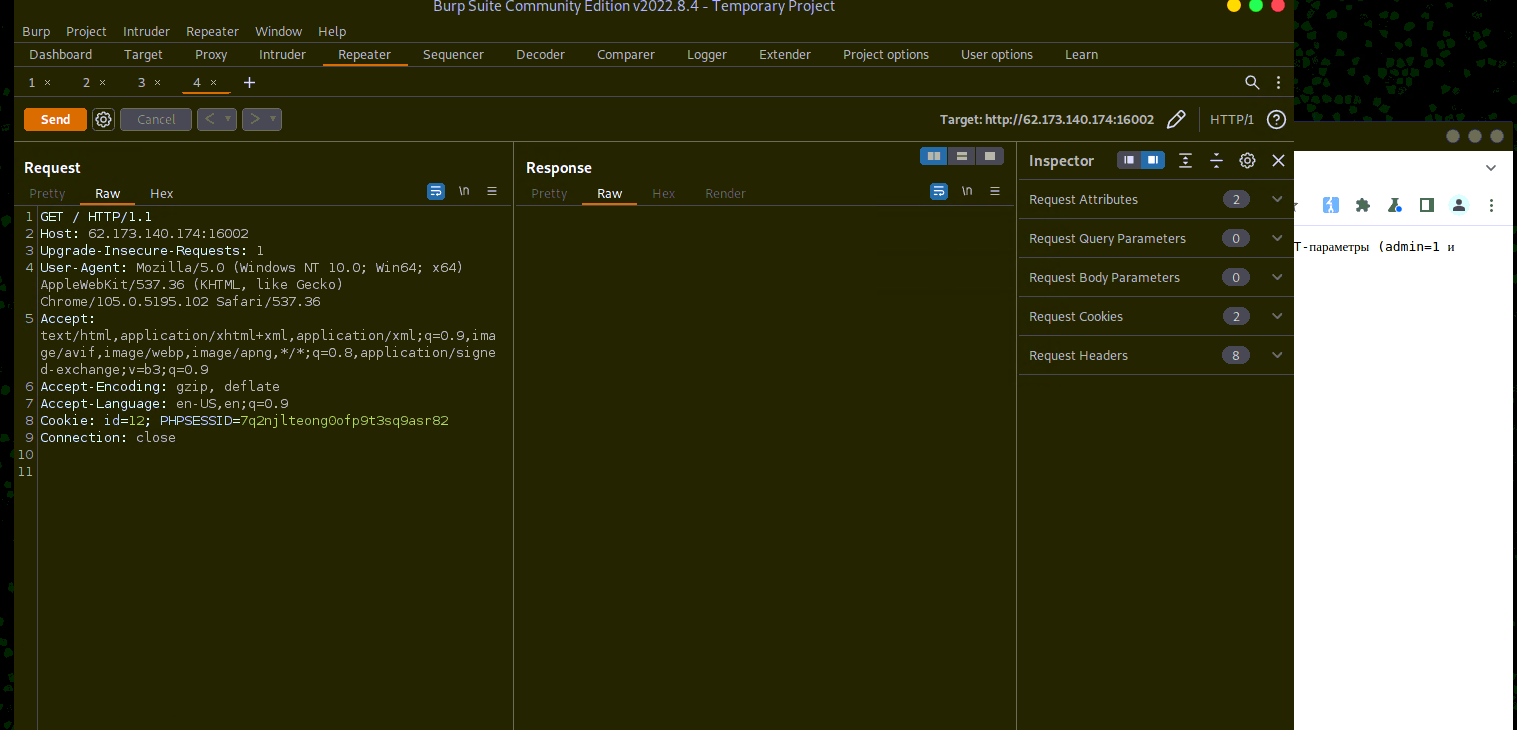 Burp Suite Community Edition v2022.8.4 - Temporary Project
Burp Project Intruder Repeater Window Help
Dashboard Target Proxy Intruder Repeater Sequencer Decoder Comparer Logger Extender Project options User options Learn
1 × 2 × 3 × 4 × +
Send Cancel < ▼ > ▼ Target: http://62.173.140.174:16002 HTTP/1 ?
Request
Pretty Raw Hex \n ≡
1 GET / HTTP/1.1
2 Host: 62.173.140.174:16002
3 Upgrade-Insecure-Requests: 1
4 User-Agent: Mozilla/5.0 (Windows NT 10.0; Win64; x64)
AppleWebKit/537.36 (KHTML, like Gecko)
Chrome/105.0.5195.102 Safari/537.36
5 Accept:
text/html,application/xhtml+xml,application/xml;q=0.9,ima
ge/avif,image/webp,image/apng,*/*;q=0.8,application/signe
d-exchange;v=b3;q=0.9
6 Accept-Encoding: gzip, deflate
7 Accept-Language: en-US,en;q=0.9
8 Cookie: id=12; PHPSESSID=7q2njlteong0ofp9t3sq9asr82
9 Connection: close
10
11
Response
Pretty Raw Hex Render \n ≡
Inspector
Request Attributes 2
Request Query Parameters 0
Request Body Parameters 0
Request Cookies 2
Request Headers 8
T-параметры (admin=1 и